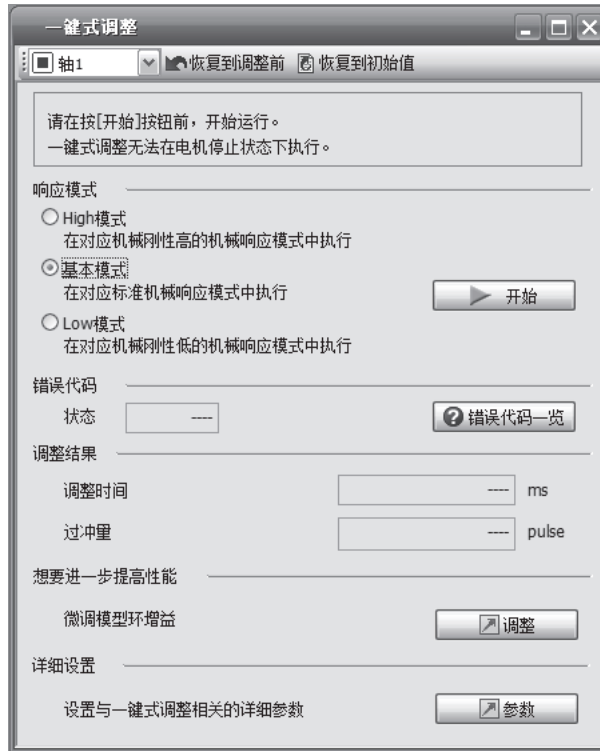 一键式调整
轴1 恢复到调整前 恢复到初始值
请在按[开始]按钮前，开始运行。
一键式调整无法在电机停止状态下执行。
响应模式
High模式
在对应机械刚性高的机械响应模式中执行
基本模式
在对应标准机械响应模式中执行
开始
Low模式
在对应机械刚性低的机械响应模式中执行
错误代码
状态 ---- 错误代码一览
调整结果
调整时间 ---- ms
过冲量 ---- pulse
想要进一步提高性能
微调模型环增益 调整
详细设置
设置与一键式调整相关的详细参数 参数